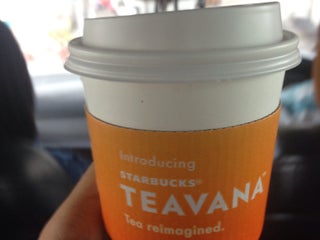 Introducing
STARBUCKS®
TEAVANA™
Tea reimagined.